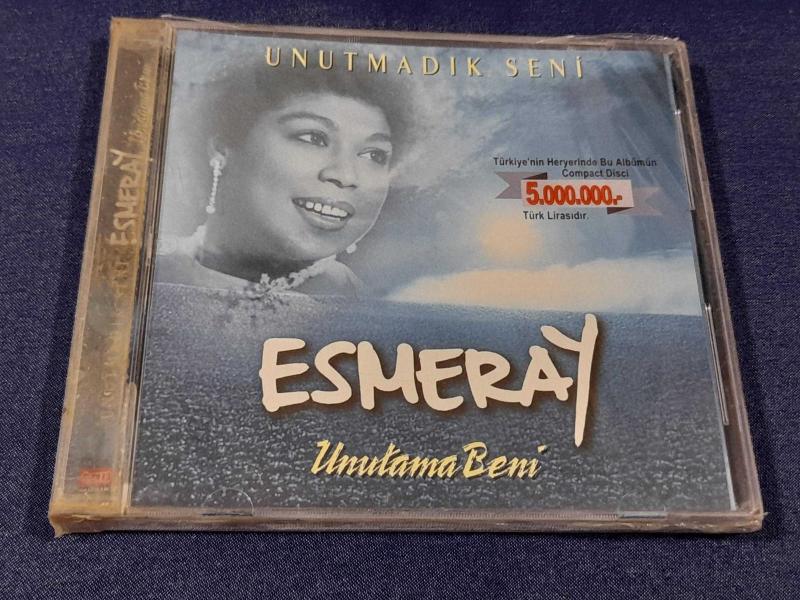 UNUTMADIK SENİ
Türkiye'nin Heryerinde Bu Albümün
Compact Disci
5.000.000.-
Türk Lirasıdır.
ESMERAY
Unutama Beni
ESMERAY